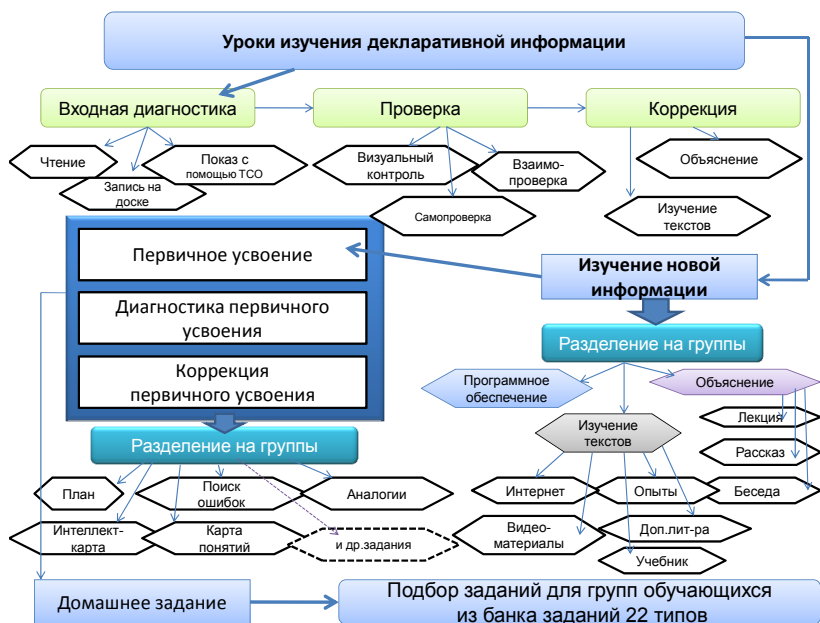 Уроки изучения декларативной информации
Входная диагностика
Проверка
Коррекция
Чтение
Запись на
доске
Показ с
помощью ТСО
Визуальный
контроль
Самопроверка
Взаимо-
проверка
Объяснение
Изучение
текстов
Первичное усвоение
Диагностика первичного
усвоения
Коррекция
первичного усвоения
Изучение новой
информации
Разделение на группы
Программное
обеспечение
Изучение
текстов
Объяснение
Лекция
Рассказ
Беседа
Интернет
Опыты
Видео-
материалы
Доп.лит-ра
Учебник
Разделение на группы
План
Поиск
ошибок
Аналогии
Интеллект-
карта
Карта
понятий
и др.задания
Домашнее задание
Подбор заданий для групп обучающихся
из банка заданий 22 типов